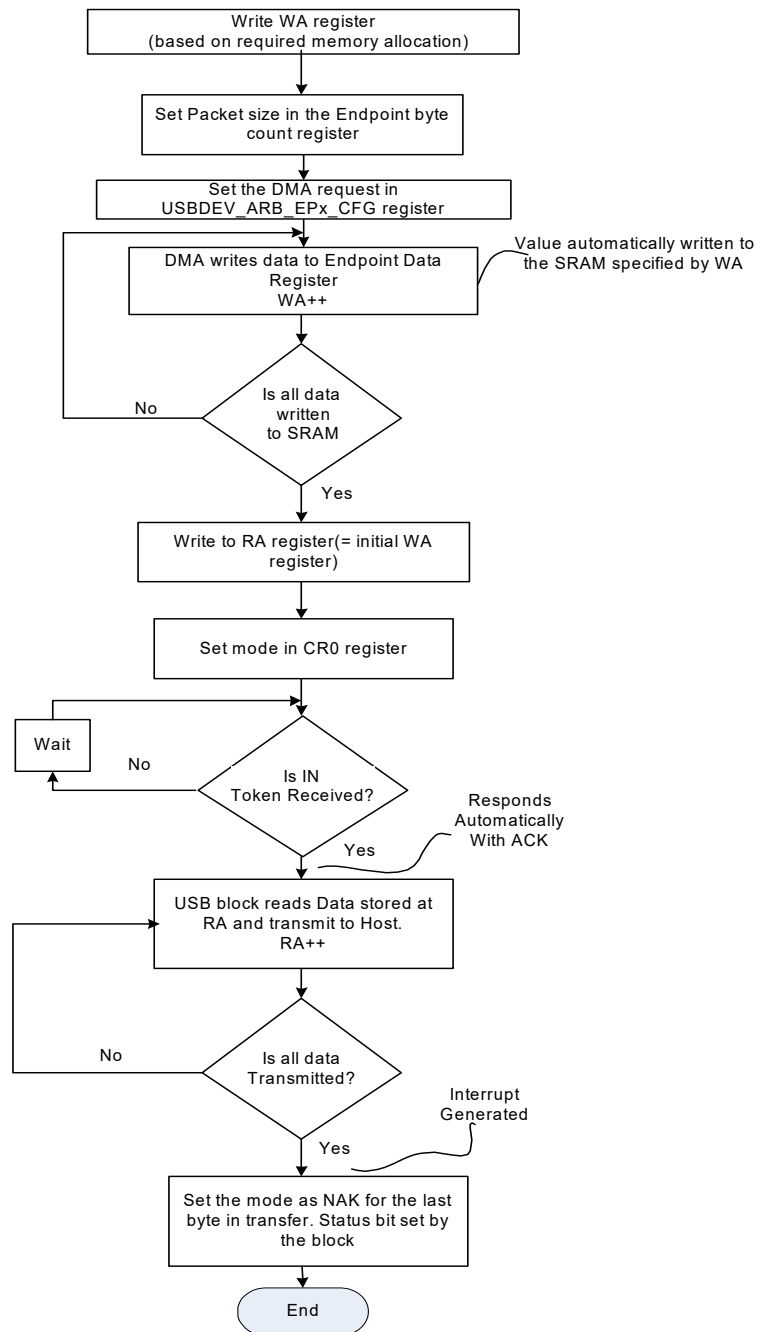 Write WA register
(based on required memory allocation)
Set Packet size in the Endpoint byte
count register
Set the DMA request in
USBDEV_ARB_EPx_CFG register
DMA writes data to Endpoint Data
Register
WA++
Value automatically written to
the SRAM specified by WA
Is all data
written
to SRAM
No
Yes
Write to RA register(= initial WA
register)
Set mode in CR0 register
Wait
No
Is IN
Token Received?
Yes
Responds
Automatically
With ACK
USB block reads Data stored at
RA and transmit to Host.
RA++
No
Is all data
Transmitted?
Yes
Interrupt
Generated
Set the mode as NAK for the last
byte in transfer. Status bit set by
the block
End